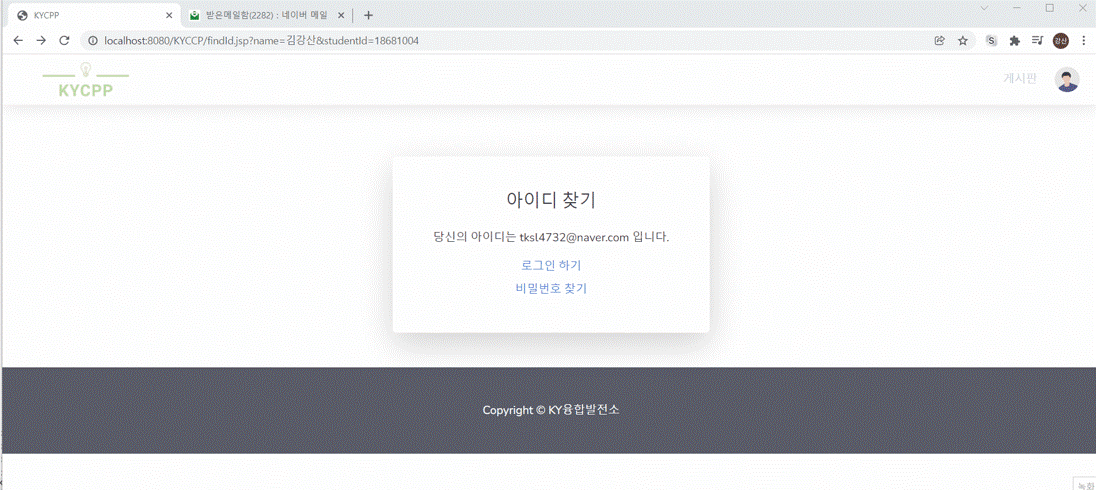 KYCPP
받은메일함(2282) : 네이버 메일
localhost:8080/KYCCP/findId.jsp?name=김강산&studentId=18681004
강산
KYCPP
게시판
아이디 찾기
당신의 아이디는 tksl4732@naver.com 입니다.
로그인 하기
비밀번호 찾기
Copyright © KY융합발전소
녹화